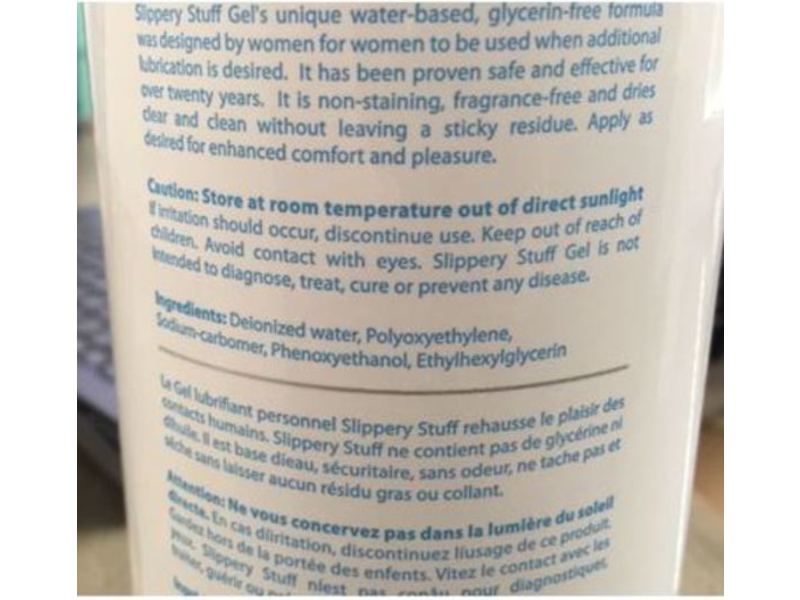 Slippery Stuff Gel's unique water-based, glycerin-free formula
was designed by women for women to be used when additional
lubrication is desired. It has been proven safe and effective for
over twenty years. It is non-staining, fragrance-free and dries
clear and clean without leaving a sticky residue. Apply as
desired for enhanced comfort and pleasure.
Caution: Store at room temperature out of direct sunlight
If irritation should occur, discontinue use. Keep out of reach of
children. Avoid contact with eyes. Slippery Stuff Gel is not
intended to diagnose, treat, cure or prevent any disease.
Ingredients: Deionized water, Polyoxyethylene,
Sodium-carbomer, Phenoxyethanol, Ethylhexylglycerin
Le Gel lubrifiant personnel Slippery Stuff rehausse le plaisir des
contacts humains. Slippery Stuff ne contient pas de glycérine ni
dihuile. Il est base dieau, sécuritaire, sans odeur, ne tache pas et
sèche sans laisser aucun résidu gras ou collant.
Attention: Ne vous concervez pas dans la lumière du soleil
directe. En cas diirritation, discontinuez liusage de ce produit.
Gardez hors de la portée des enfants. Vitez le contact avec les
yeux. Slippery Stuff niest pas conçu pour diagnostiquer,
traiter, guérir ou